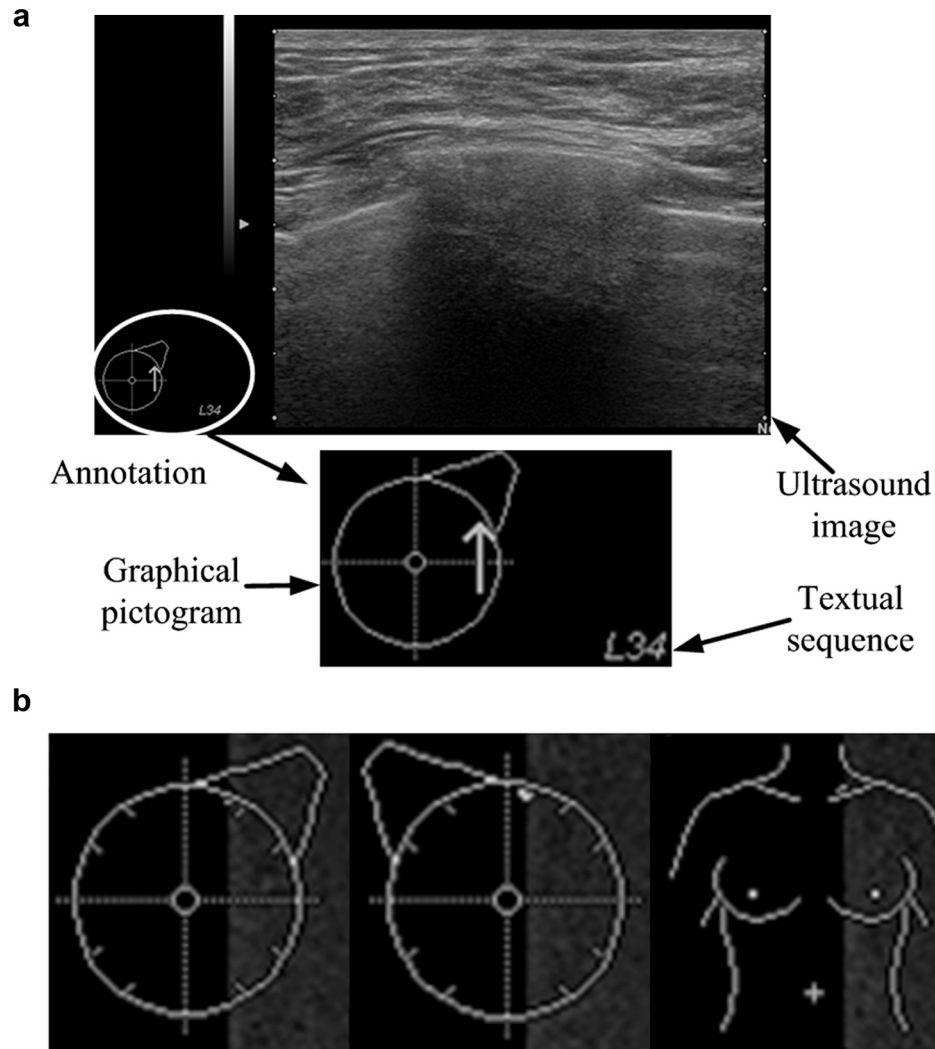 a
L34
N
Annotation
Ultrasound
image
Graphical
pictogram
L34
Textual
sequence
b